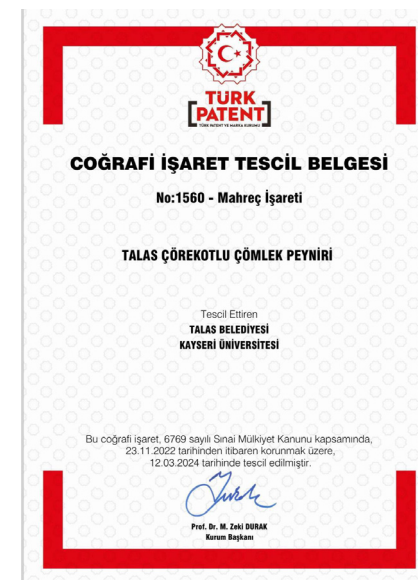 TÜRK
PATENT
TÜRK PATENT VE MARKA KURUMU
COĞRAFİ İŞARET TESCİL BELGESİ
No:1560 - Mahreç İşareti
TALAS ÇÖREKOTLU ÇÖMLEK PEYNİRİ
Tescil Ettiren
TALAS BELEDİYESİ
KAYSERİ ÜNİVERSİTESİ
Bu coğrafi işaret, 6769 sayılı Sınai Mülkiyet Kanunu kapsamında,
23.11.2022 tarihinden itibaren korunmak üzere,
12.03.2024 tarihinde tescil edilmiştir.
Prof. Dr. M. Zeki DURAK
Kurum Başkanı